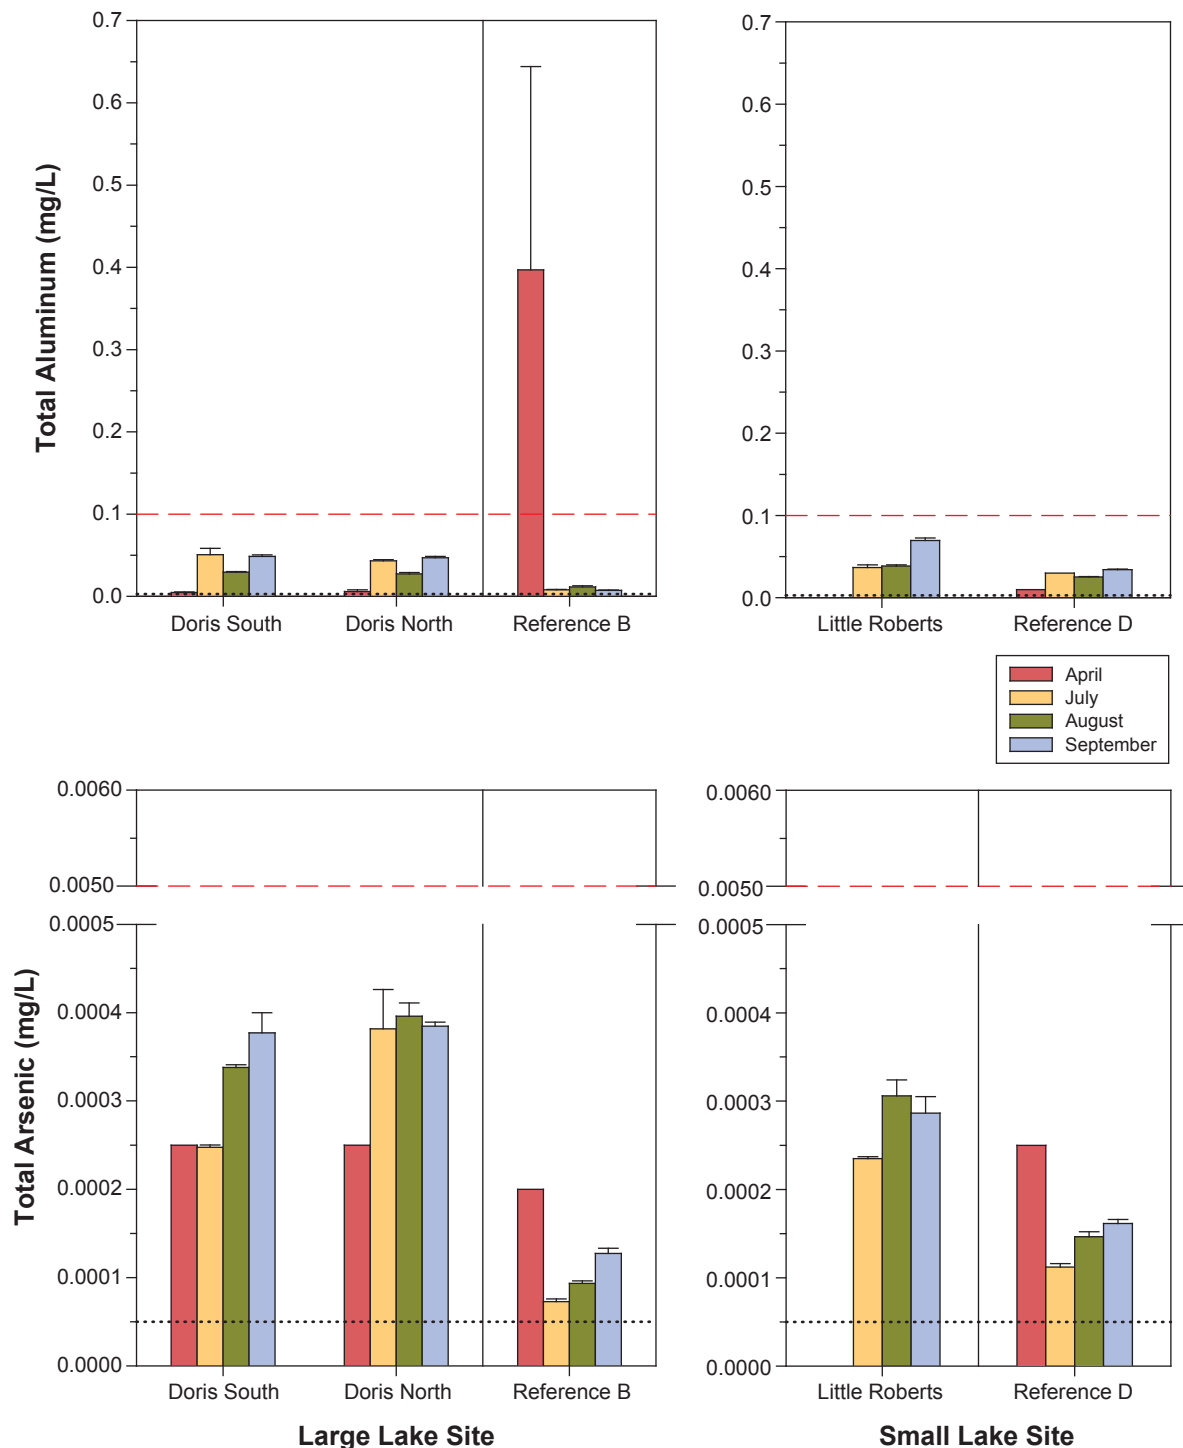 Total Aluminum (mg/L)
0.7
0.6
0.5
0.4
0.3
0.2
0.1
0.0
Doris South
Doris North
Reference B
0.7
0.6
0.5
0.4
0.3
0.2
0.1
0.0
Little Roberts
Reference D
April
July
August
September
Total Arsenic (mg/L)
0.0060
0.0050
0.0005
0.0004
0.0003
0.0002
0.0001
0.0000
Doris South
Doris North
Reference B
Large Lake Site
0.0060
0.0050
0.0005
0.0004
0.0003
0.0002
0.0001
0.0000
Little Roberts
Reference D
Small Lake Site